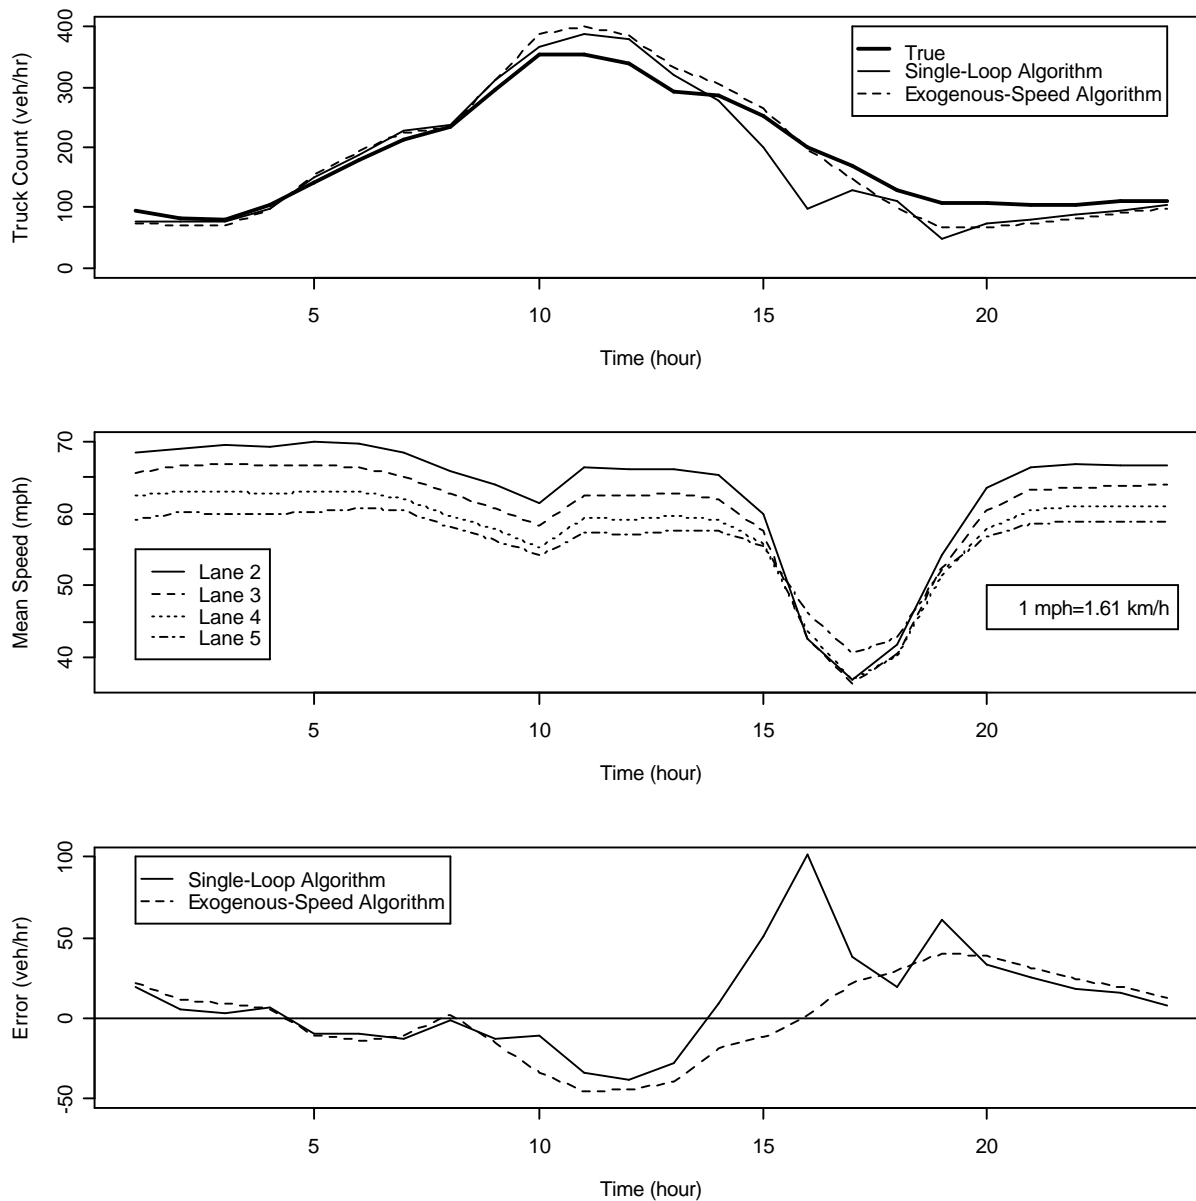 Truck Count (veh/hr)
400
300
200
100
0
True
Single-Loop Algorithm
Exogenous-Speed Algorithm
5 10 15 20
Time (hour)
Mean Speed (mph)
70
60
50
40
Lane 2
Lane 3
Lane 4
Lane 5
1 mph=1.61 km/h
5 10 15 20
Time (hour)
Error (veh/hr)
100
50
0
-50
Single-Loop Algorithm
Exogenous-Speed Algorithm
5 10 15 20
Time (hour)